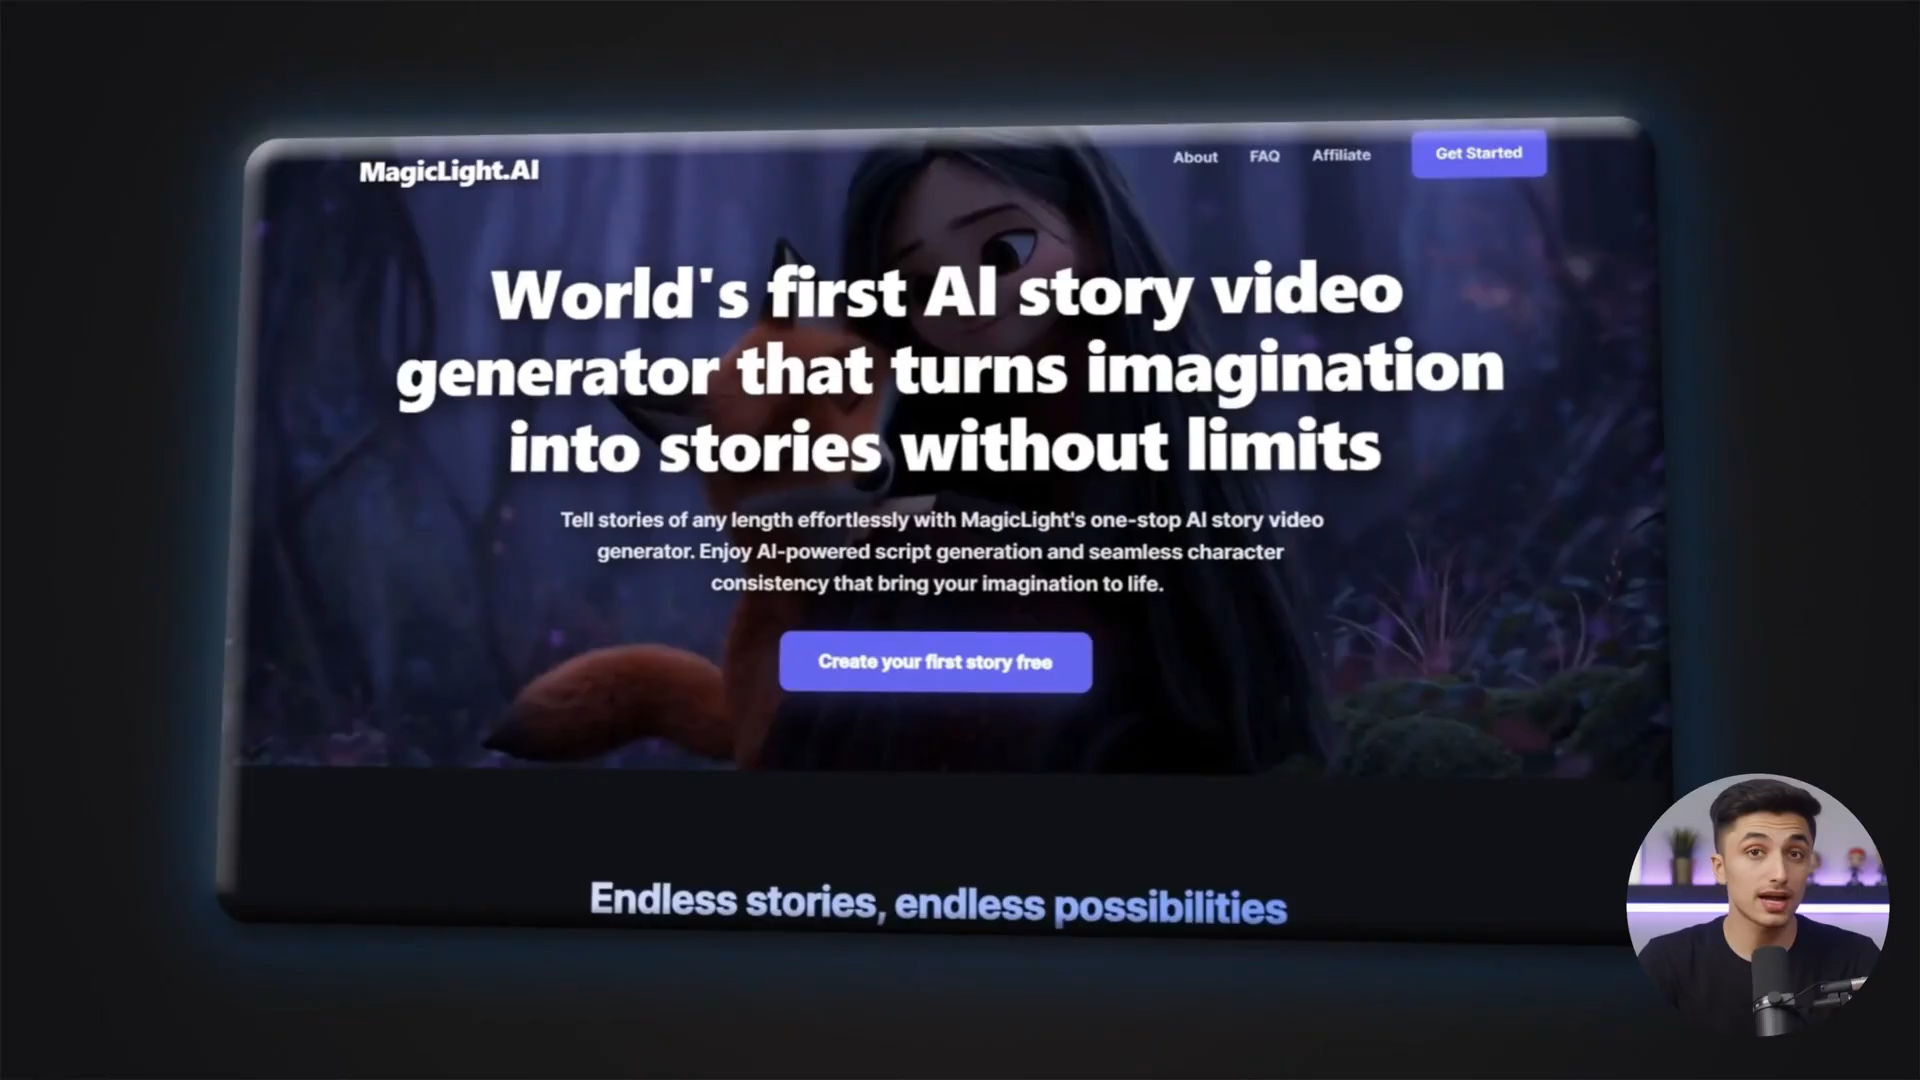 MagicLight.AI
About
FAQ
Affiliate
Get Started
World's first AI story video
generator that turns imagination
into stories without limits
Tell stories of any length effortlessly with MagicLight's one-stop AI story video
generator. Enjoy AI-powered script generation and seamless character
consistency that bring your imagination to life.
Create your first story free
Endless stories, endless possibilities